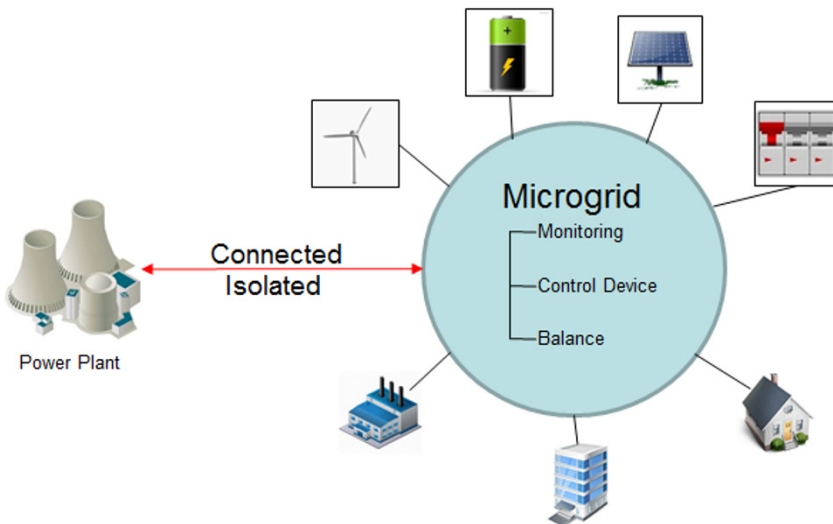 Microgrid
Monitoring
Control Device
Balance
Connected
Isolated
Power Plant